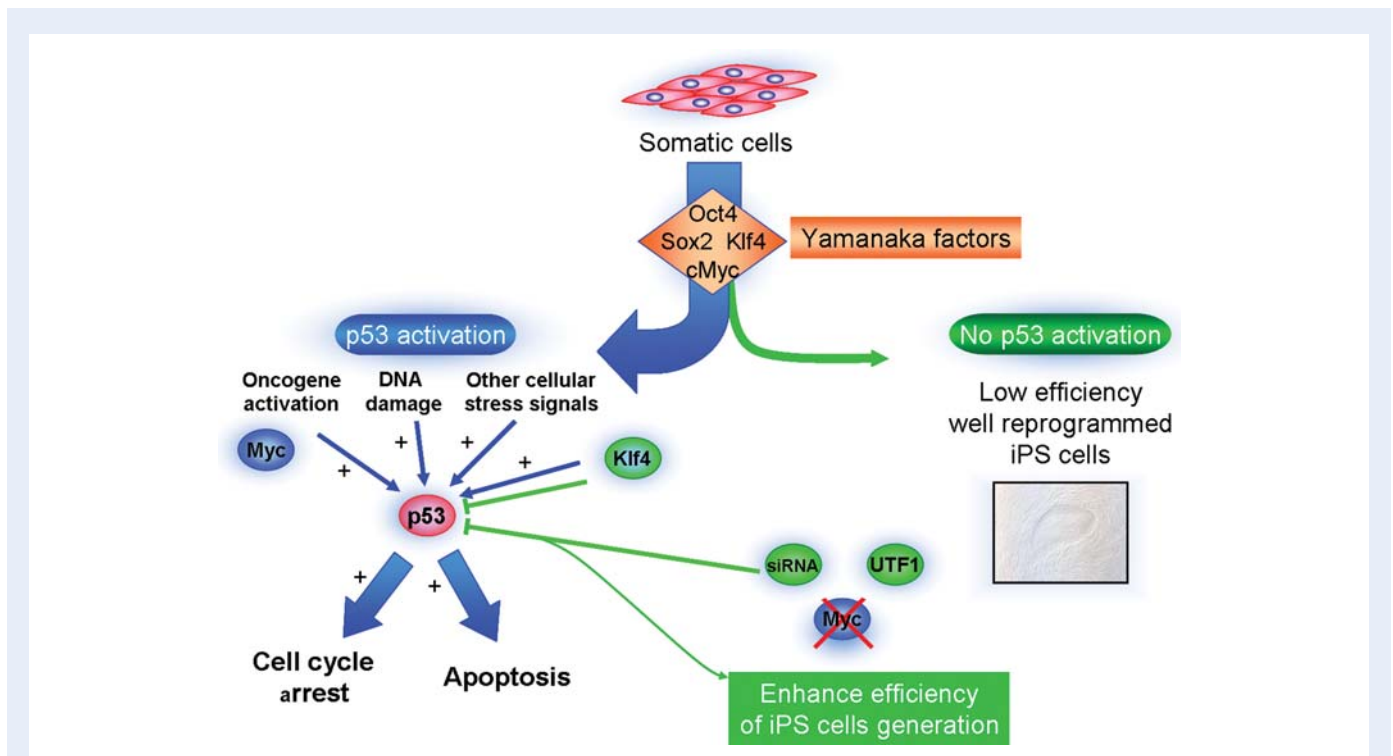 Somatic cells
Oct4
Sox2 Klf4
cMyc
Yamanaka factors
p53 activation
No p53 activation
Oncogene
activation
DNA
damage
Other cellular
stress signals
Low efficiency
well reprogrammed
iPS cells
Myc
+
+
+
+
Klf4
p53
siRNA
UTF1
Myc
+
+
Cell cycle
arrest
Apoptosis
Enhance efficiency
of iPS cells generation